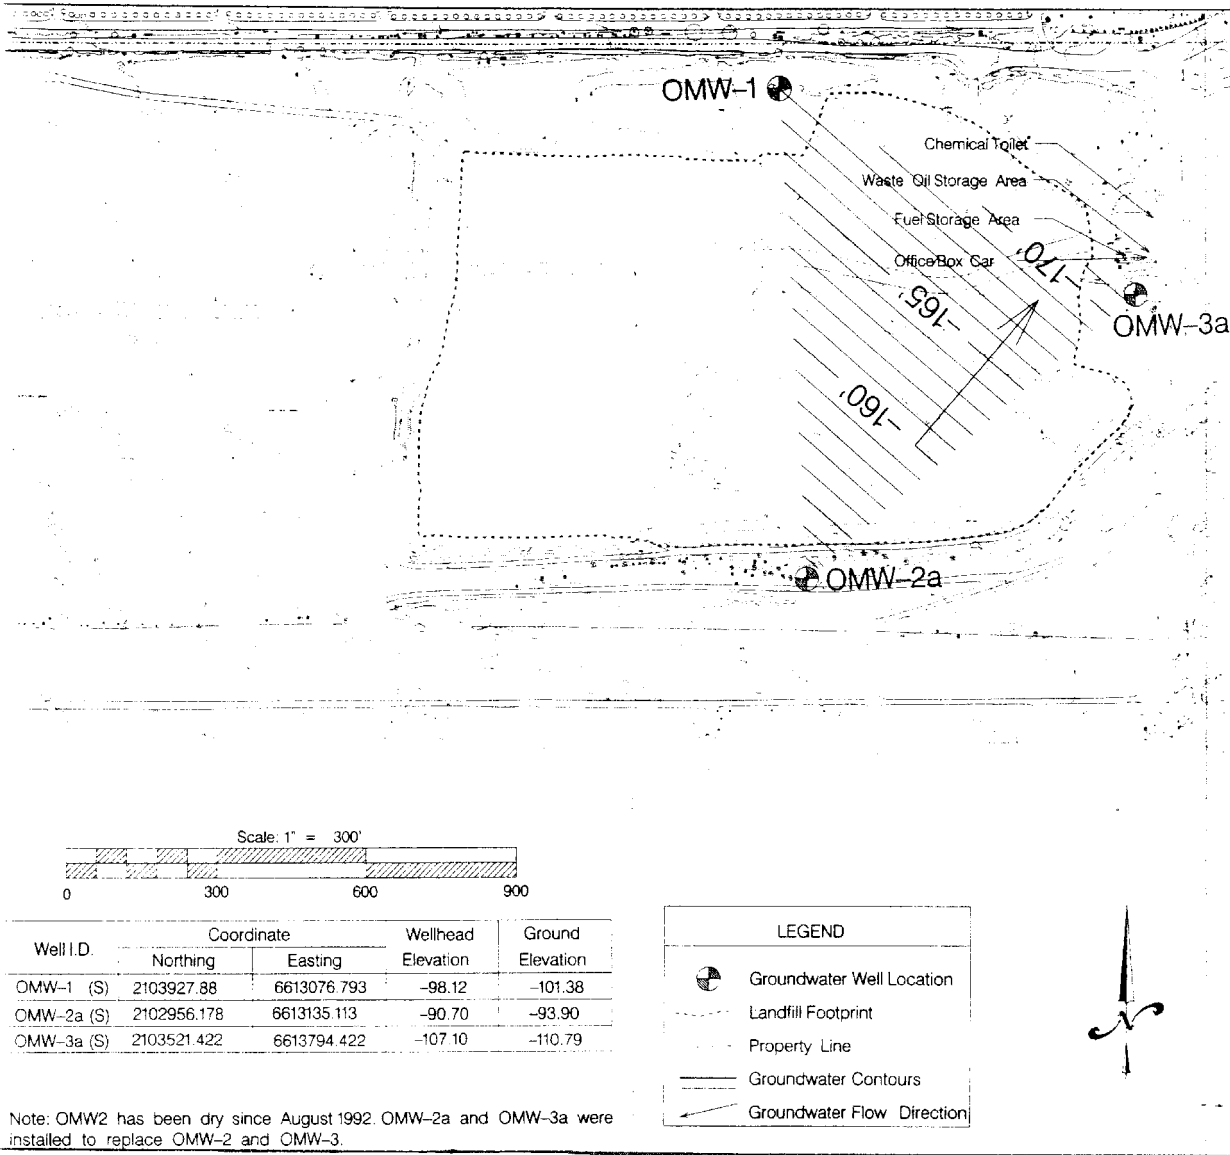 OMW-1
Chemical Toilet
Waste Oil Storage Area
Fuel Storage Area
Office Box Car
-170'
-165'
-160'
OMW-3a
OMW-2a
Scale: 1" = 300'
0 300 600 900
Well I.D. Coordinate Wellhead Elevation Ground Elevation
Northing Easting
OMW-1 (S) 2103927.88 6613076.793 -98.12 -101.38
OMW-2a (S) 2102956.178 6613135.113 -90.70 -93.90
OMW-3a (S) 2103521.422 6613794.422 -107.10 -110.79
Note: OMW2 has been dry since August 1992. OMW-2a and OMW-3a were
installed to replace OMW-2 and OMW-3.
LEGEND
Groundwater Well Location
Landfill Footprint
Property Line
Groundwater Contours
Groundwater Flow Direction
N